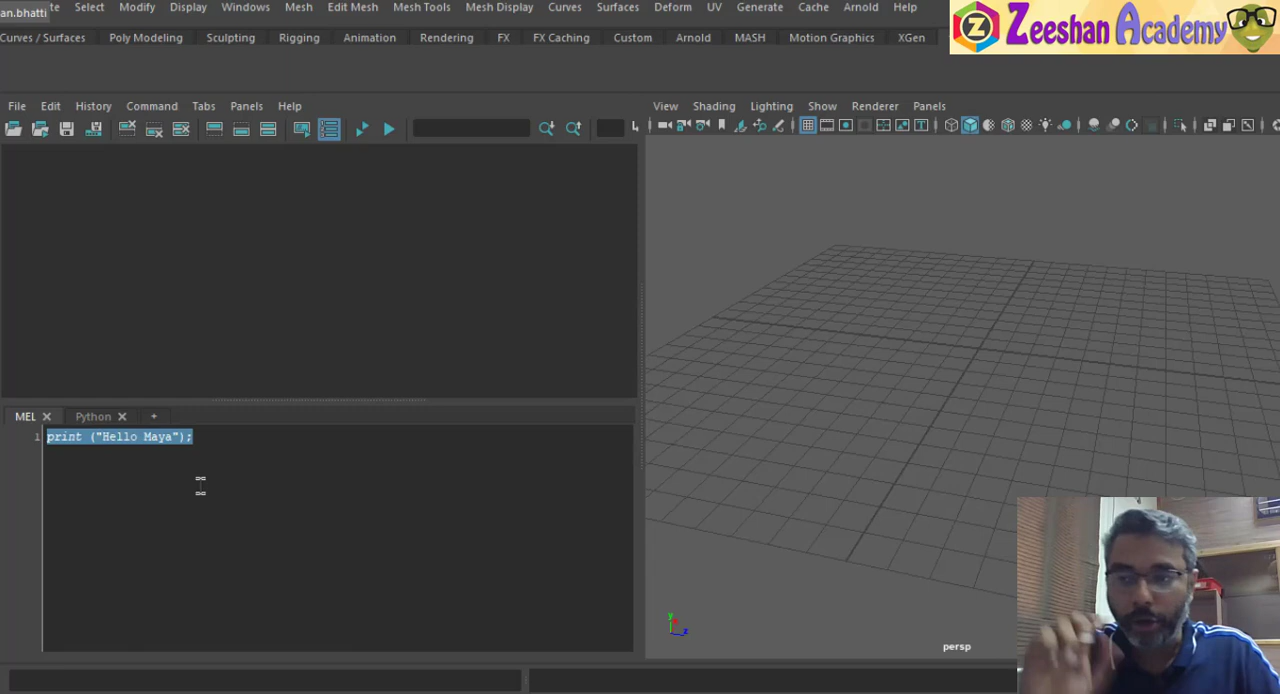 an.bhatti
te Select Modify Display Windows Mesh Edit Mesh Mesh Tools Mesh Display Curves Surfaces Deform UV Generate Cache Arnold Help
Zeeshan Academy
Curves / Surfaces Poly Modeling Sculpting Rigging Animation Rendering FX FX Caching Custom Arnold MASH Motion Graphics XGen
File Edit History Command Tabs Panels Help
View Shading Lighting Show Renderer Panels
MEL Python +
1 print ("Hello Maya");
y
z
persp